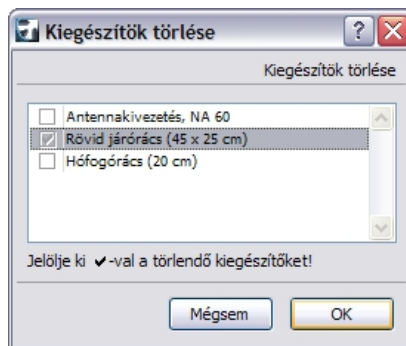 Kiegészítők törlése
Kiegészítők törlése
Antennakivezetés, NA 60
Rövid járórács (45 x 25 cm)
Hófogórács (20 cm)
Jelölje ki ✔-val a törlendő kiegészítőket!
Mégsem
OK